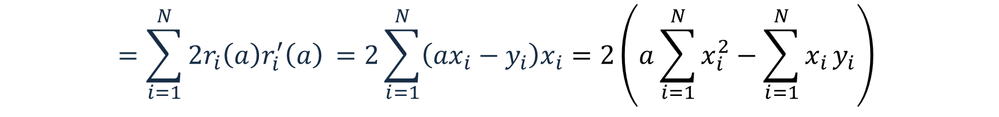 = ∑_{i=1}^{N} 2r_i(a)r_i′(a) = 2 ∑_{i=1}^{N} (ax_i − y_i)x_i = 2 ( a ∑_{i=1}^{N} x_i^2 − ∑_{i=1}^{N} x_i y_i )